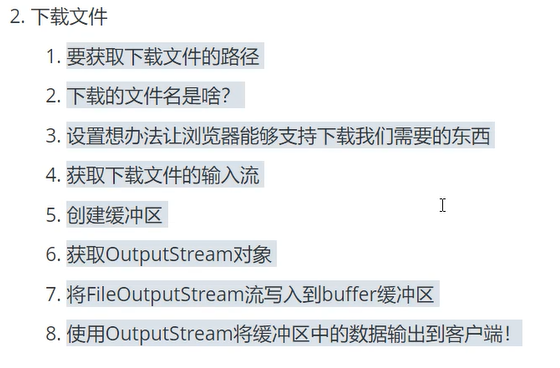 2. 下载文件
1. 要获取下载文件的路径
2. 下载的文件名是啥？
3. 设置想办法让浏览器能够支持下载我们需要的东西
4. 获取下载文件的输入流
5. 创建缓冲区
6. 获取OutputStream对象
7. 将FileOutputStream流写入到buffer缓冲区
8. 使用OutputStream将缓冲区中的数据输出到客户端！